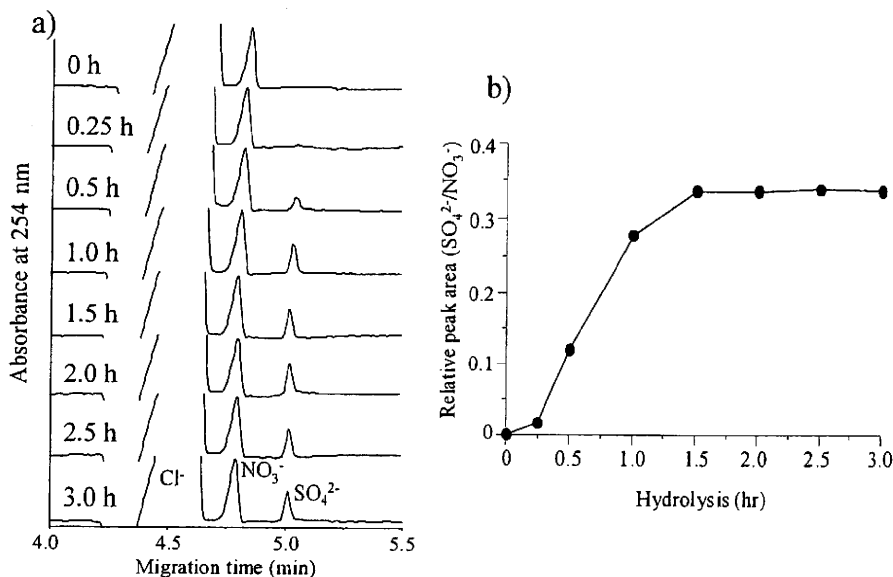 a)
Absorbance at 254 nm
0 h
0.25 h
0.5 h
1.0 h
1.5 h
2.0 h
2.5 h
3.0 h
Cl⁻
NO₃⁻
SO₄²⁻
4.0 4.5 5.0 5.5
Migration time (min)
b)
Relative peak area (SO₄²⁻/NO₃⁻)
0.4
0.3
0.2
0.1
0
0 0.5 1.0 1.5 2.0 2.5 3.0
Hydrolysis (hr)